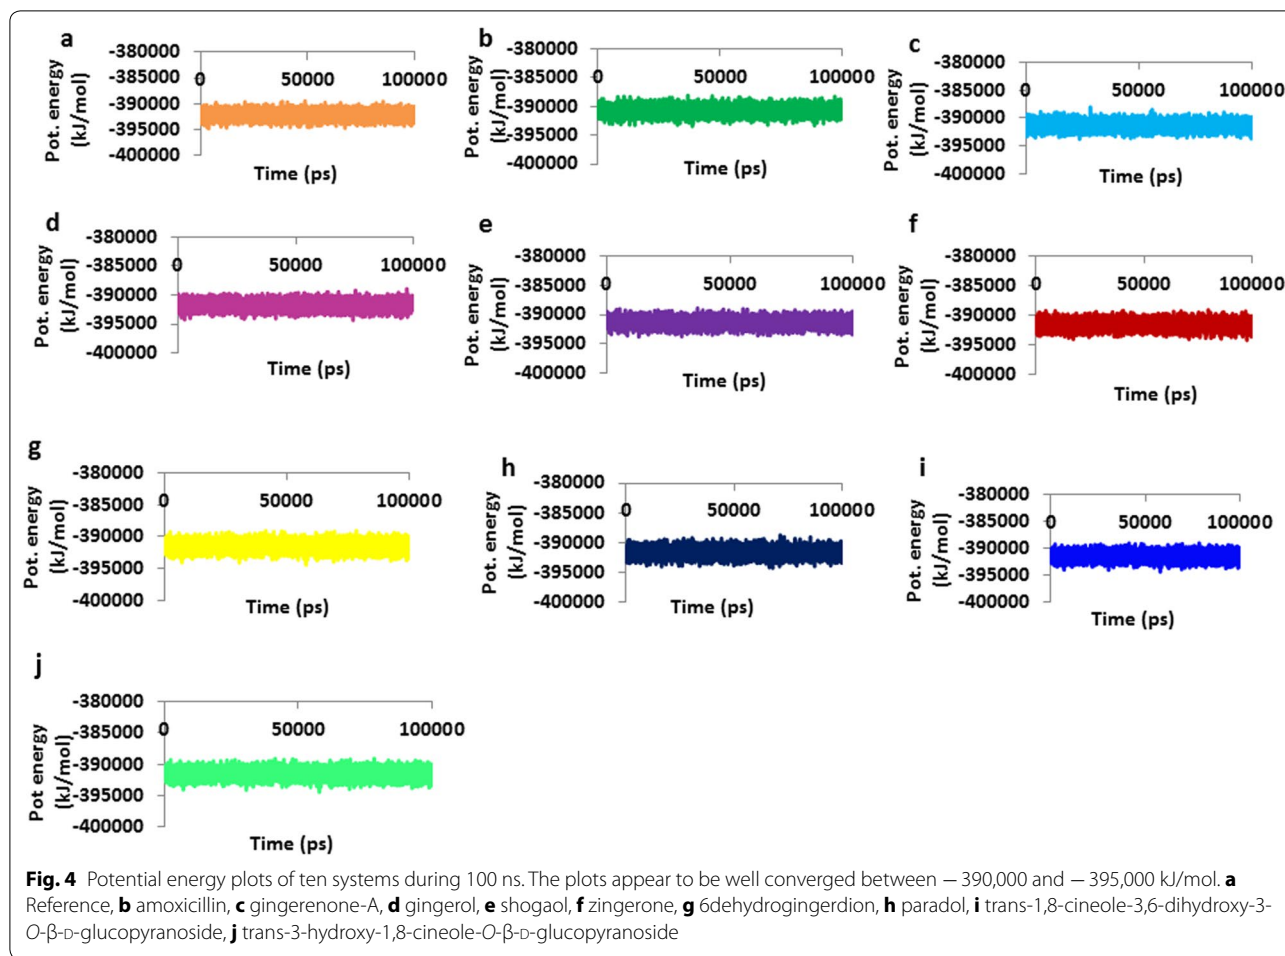 a
-380000
0
50000
100000
-385000
-390000
-395000
-400000
Pot. energy
(kJ/mol)
Time (ps)
b
-380000
0
50000
100000
-385000
-390000
-395000
-400000
Pot. energy
(kJ/mol)
Time (ps)
c
-380000
0
50000
100000
-385000
-390000
-395000
-400000
Pot. energy
(kJ/mol)
Time (ps)
d
-380000
0
50000
100000
-385000
-390000
-395000
-400000
Pot. energy
(kJ/mol)
Time (ps)
e
-380000
0
50000
100000
-385000
-390000
-395000
-400000
Pot. energy
(kJ/mol)
Time (ps)
f
-380000
0
50000
100000
-385000
-390000
-395000
-400000
Pot. energy
(kJ/mol)
Time (ps)
g
-380000
0
50000
100000
-385000
-390000
-395000
-400000
Pot. energy
(kJ/mol)
Time (ps)
h
-380000
0
50000
100000
-385000
-390000
-395000
-400000
Pot. energy
(kJ/mol)
Time (ps)
i
-380000
0
50000
100000
-385000
-390000
-395000
-400000
Pot. energy
(kJ/mol)
Time (ps)
j
-380000
0
50000
100000
-385000
-390000
-395000
-400000
Pot energy
(kJ/mol)
Time (ps)
Fig. 4 Potential energy plots of ten systems during 100 ns. The plots appear to be well converged between − 390,000 and − 395,000 kJ/mol. a
Reference, b amoxicillin, c gingerenone-A, d gingerol, e shogaol, f zingerone, g 6dehydrogingerdion, h paradol, i trans-1,8-cineole-3,6-dihydroxy-3-
O-β-D-glucopyranoside, j trans-3-hydroxy-1,8-cineole-O-β-D-glucopyranoside